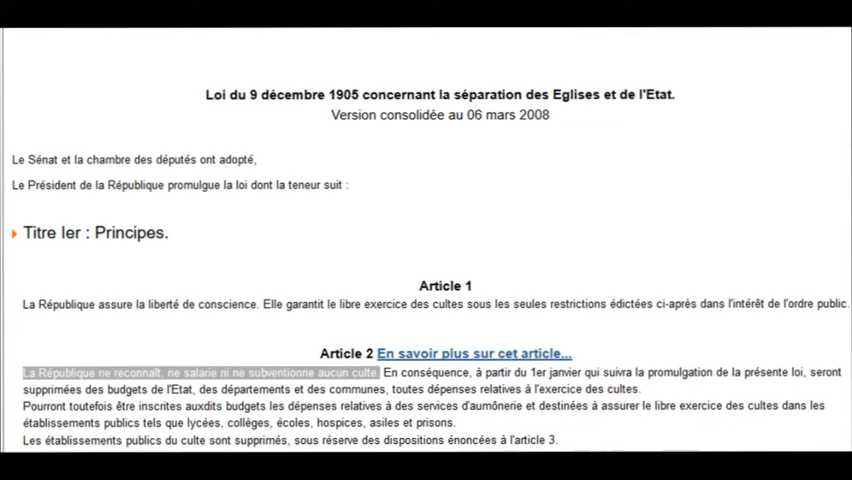 Loi du 9 décembre 1905 concernant la séparation des Eglises et de l'Etat.
Version consolidée au 06 mars 2008
Le Sénat et la chambre des députés ont adopté,
Le Président de la République promulgue la loi dont la teneur suit :
Titre Ier : Principes.
Article 1
La République assure la liberté de conscience. Elle garantit le libre exercice des cultes sous les seules restrictions édictées ci-après dans l'intérêt de l'ordre public.
Article 2 En savoir plus sur cet article...
La République ne reconnaît, ne salarie ni ne subventionne aucun culte. En conséquence, à partir du 1er janvier qui suivra la promulgation de la présente loi, seront
supprimées des budgets de l'Etat, des départements et des communes, toutes dépenses relatives à l'exercice des cultes.
Pourront toutefois être inscrites auxdits budgets les dépenses relatives à des services d'aumônerie et destinées à assurer le libre exercice des cultes dans les
établissements publics tels que lycées, collèges, écoles, hospices, asiles et prisons.
Les établissements publics du culte sont supprimés, sous réserve des dispositions énoncées à l'article 3.